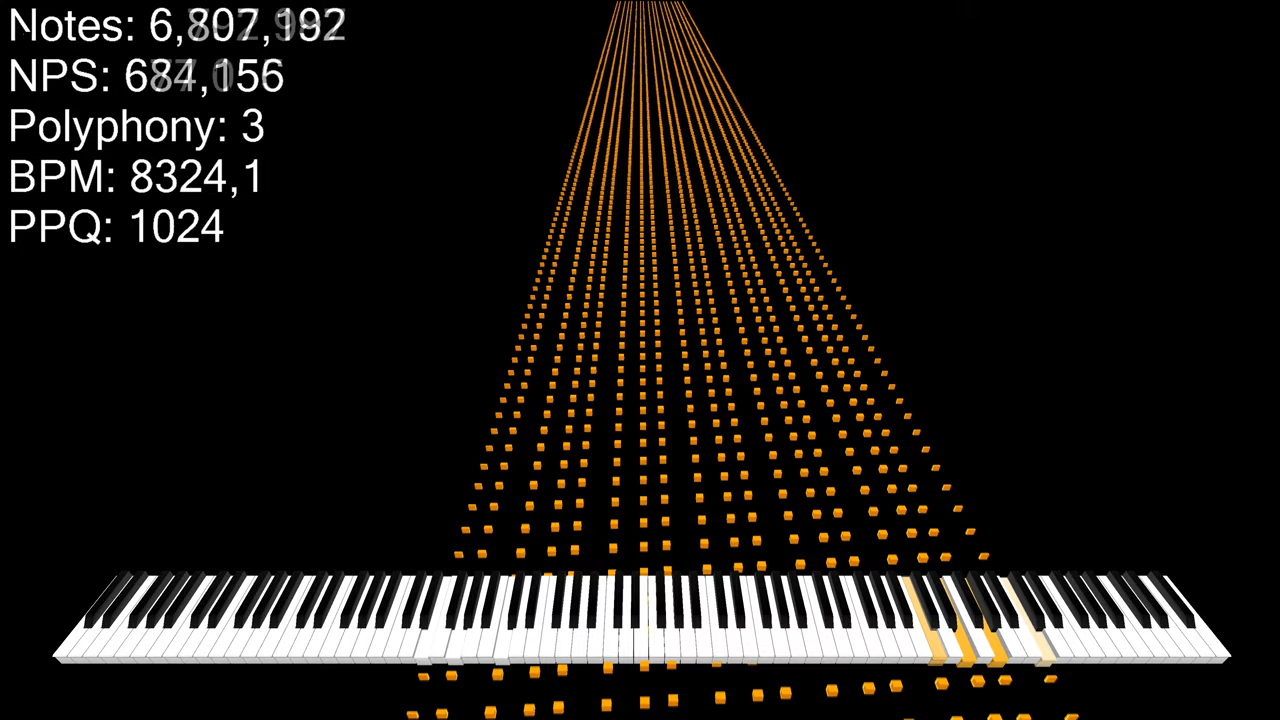 Notes: 6,807,192
NPS: 684,156
Polyphony: 3
BPM: 8324,1
PPQ: 1024